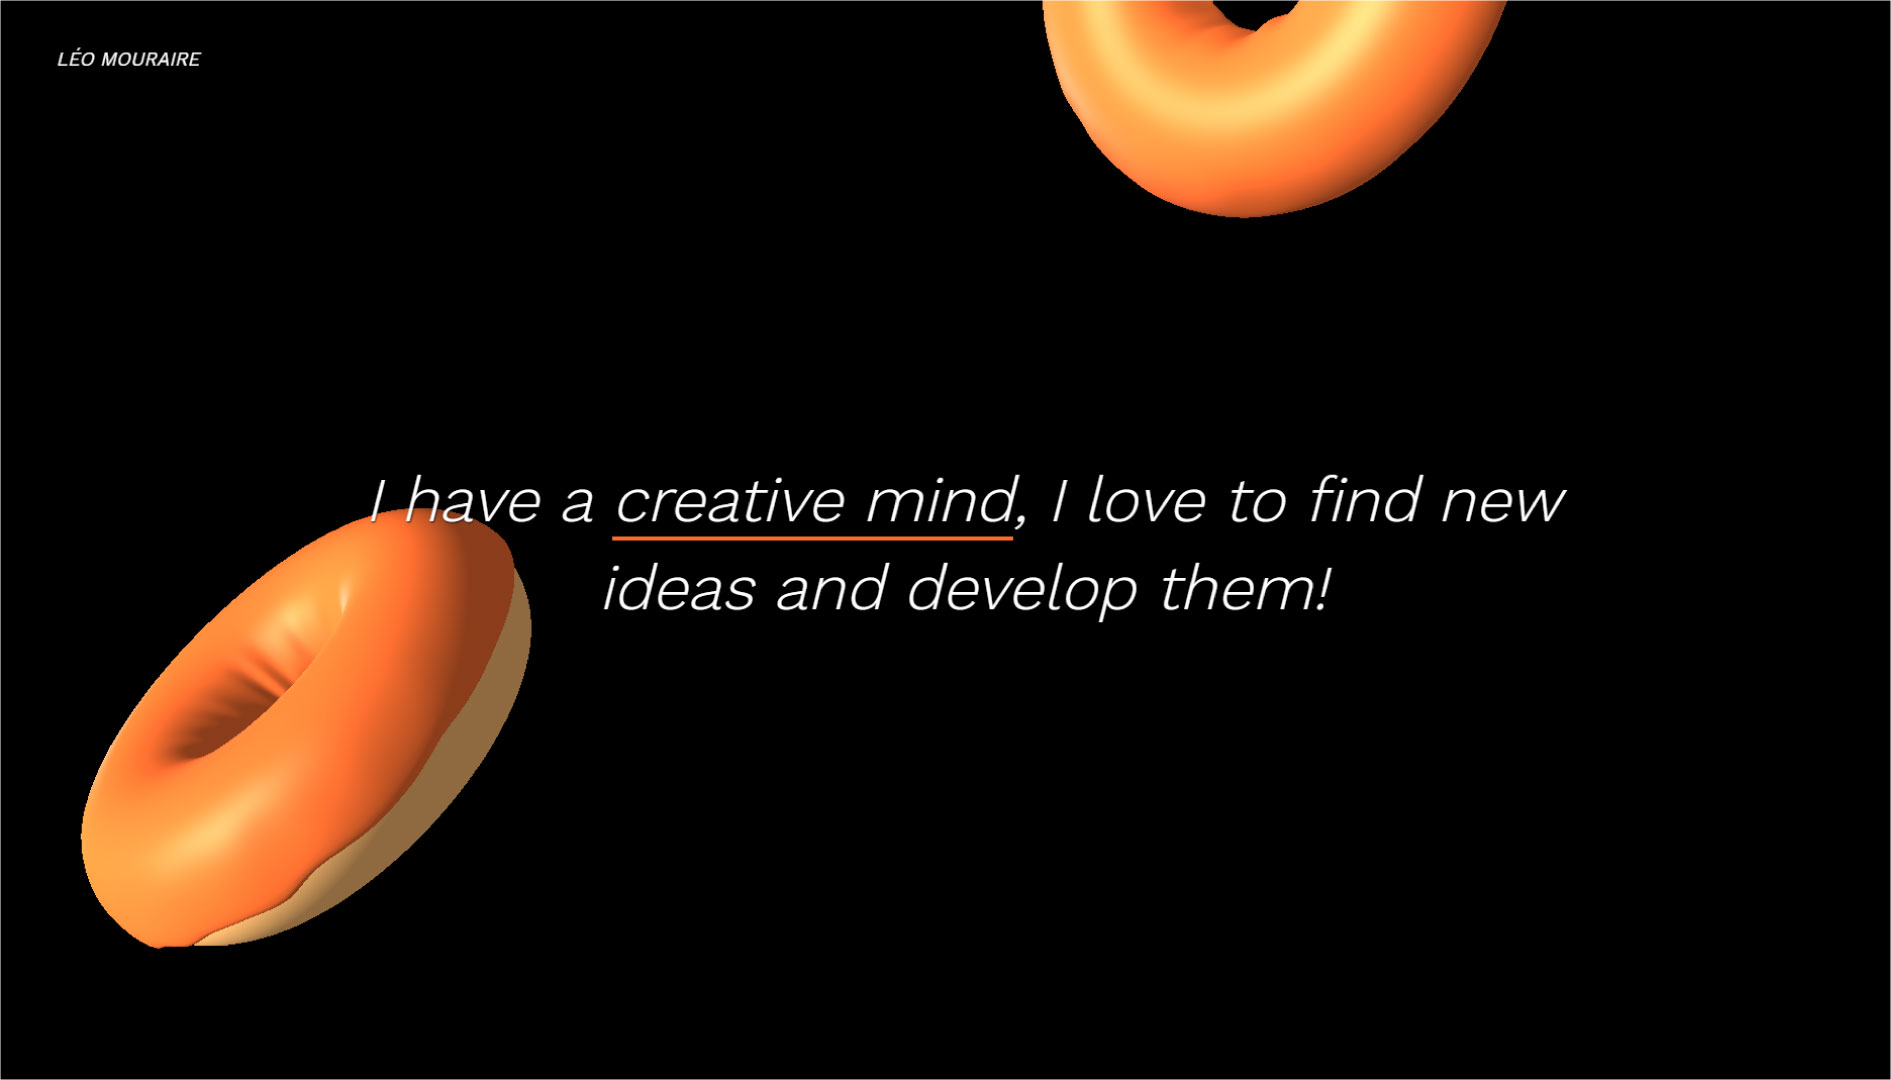 LÉO MOURAIRE
I have a creative mind, I love to find new
ideas and develop them!